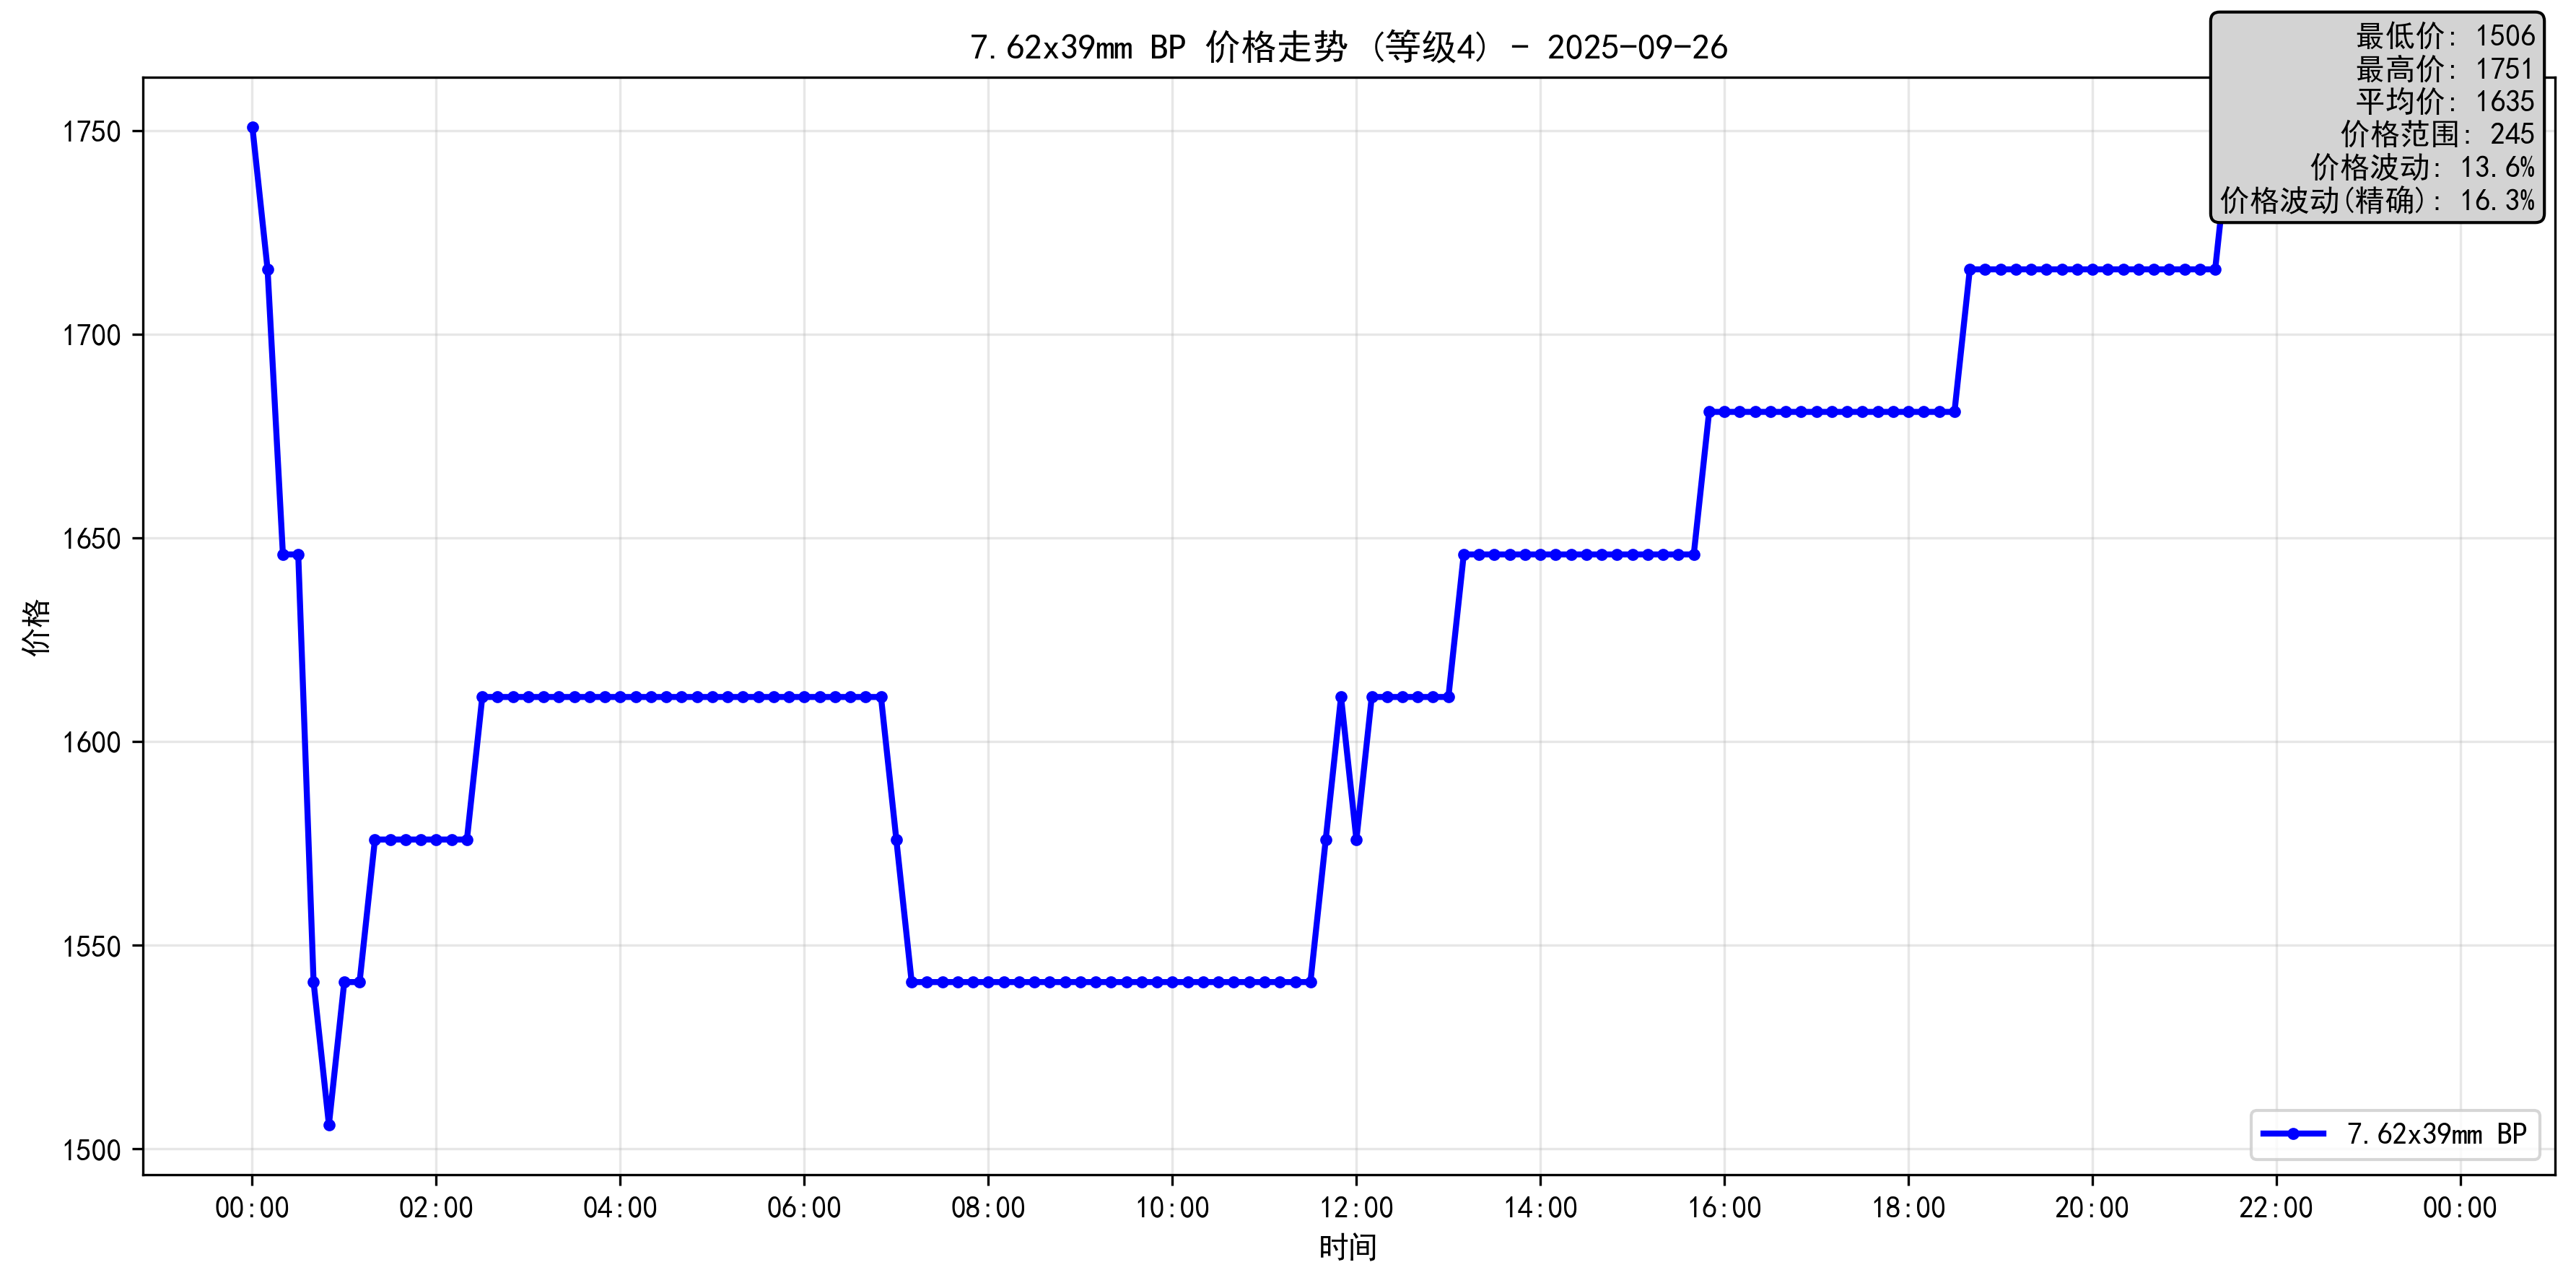 7.62x39mm BP 价格走势 (等级4) - 2025-09-26
最低价: 1506
最高价: 1751
平均价: 1635
价格范围: 245
价格波动: 13.6%
价格波动(精确): 16.3%
价格
1750
1700
1650
1600
1550
1500
7.62x39mm BP
00:00 02:00 04:00 06:00 08:00 10:00 12:00 14:00 16:00 18:00 20:00 22:00 00:00
时间